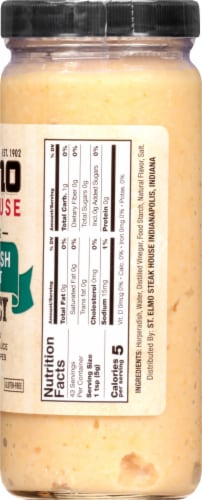 EST. 1902
MO
USE
SH
GLUTEN-FREE
Nutrition
Facts
43 Servings
Per Container
Serving Size
1 tsp (5g)
Calories 5
per serving
Amount/Serving % DV
Total Fat 0g 0%
Saturated Fat 0g 0%
Trans fat 0g
Cholesterol 0mg 0%
Sodium 15mg 1%
Amount/Serving % DV
Total Carb. 1g 0%
Dietary Fiber 0g 0%
Total Sugars 0g
Incl.0g Added Sugars 0%
Protein 0g
Vit. D 0mcg 0% • Calc. 0% • Iron 0mg 0% • Potas. 0%
INGREDIENTS: Horseradish, Water, Distilled Vinegar, Food Starch, Natural Flavor, Salt.
Distributed By: ST. ELMO STEAK HOUSE INDIANAPOLIS, INDIANA